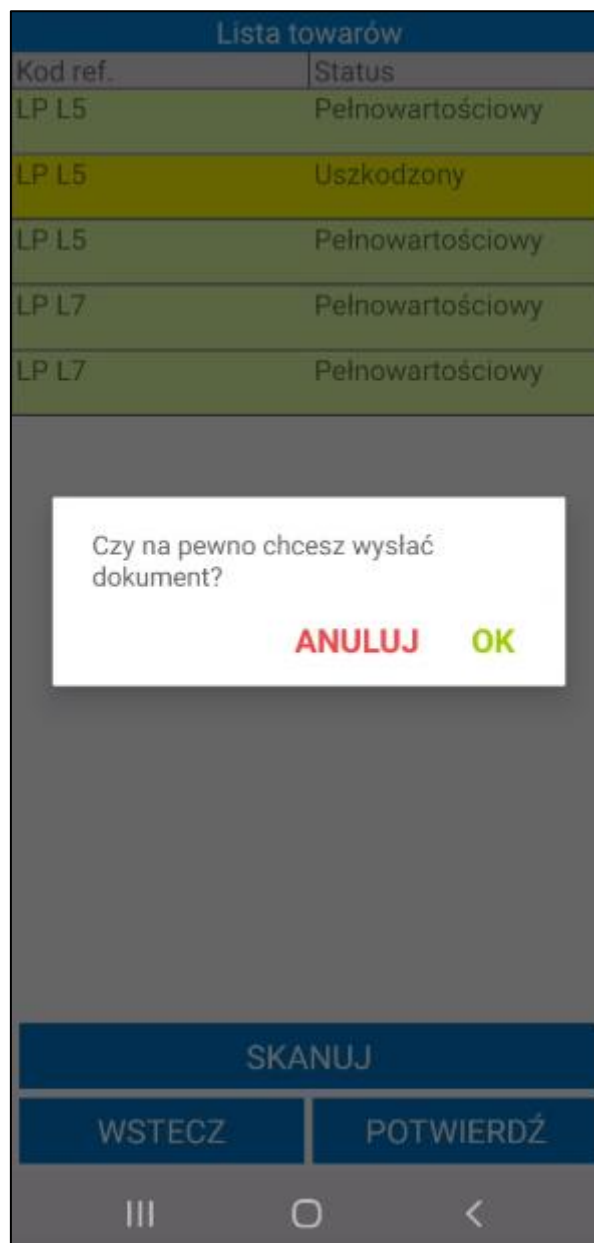 Lista towarów
Kod ref. Status
LP L5 Pełnowartościowy
LP L5 Uszkodzony
LP L5 Pełnowartościowy
LP L7 Pełnowartościowy
LP L7 Pełnowartościowy
Czy na pewno chcesz wysłać
dokument?
ANULUJ OK
SKANUJ
WSTECZ POTWIERDŹ